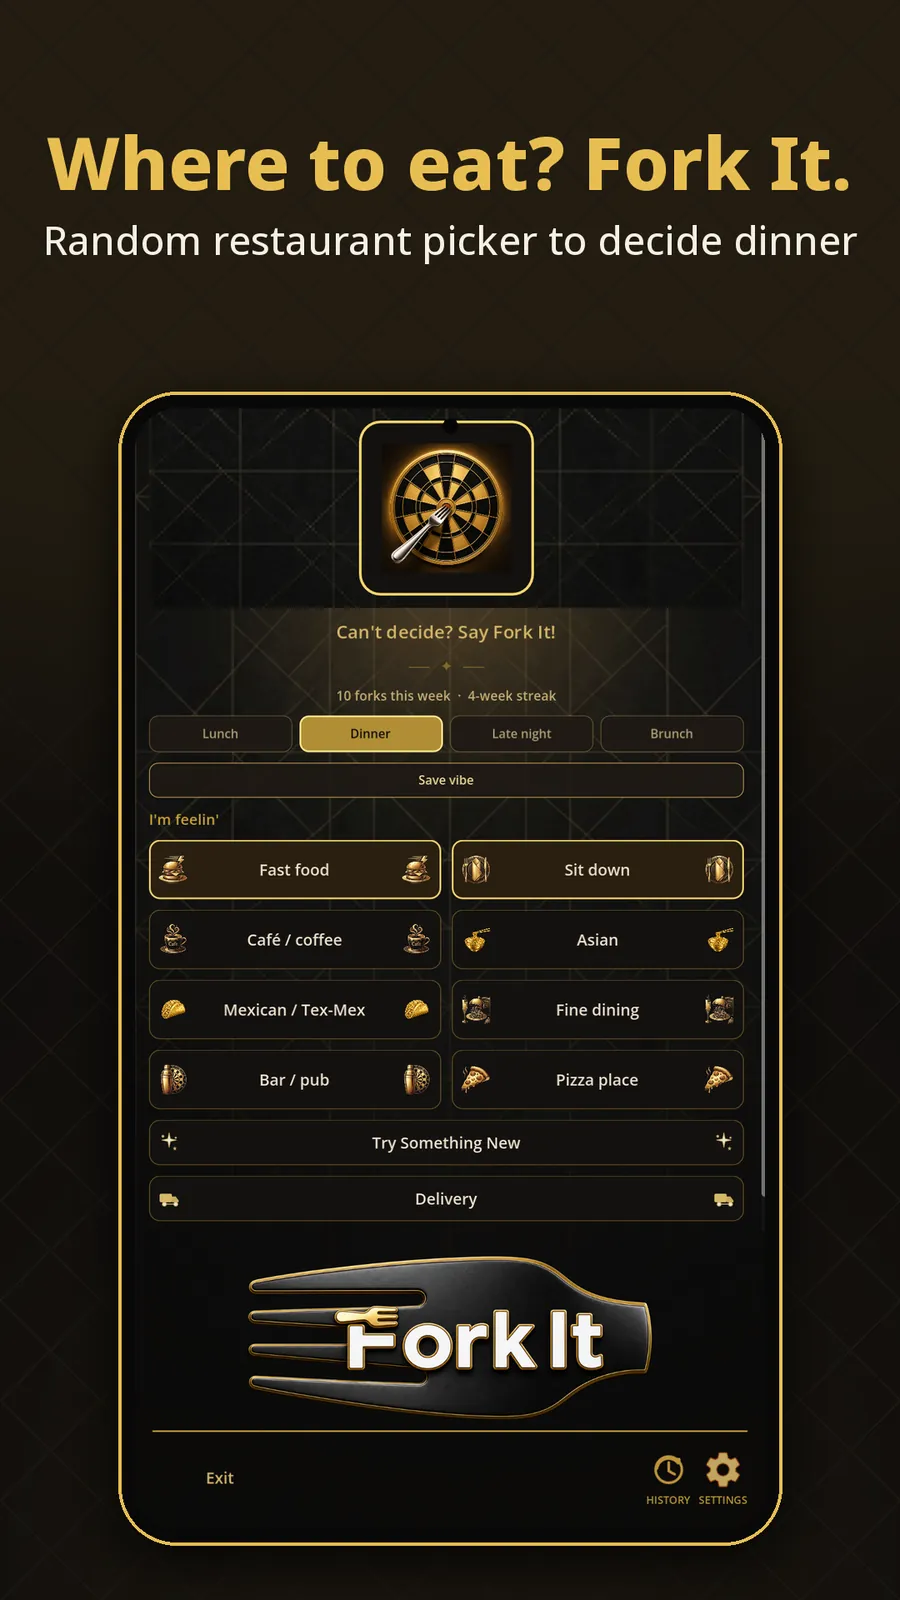 Where to eat? Fork It.
Random restaurant picker to decide dinner
Can't decide? Say Fork It!
10 forks this week · 4-week streak
Lunch
Dinner
Late night
Brunch
Save vibe
I'm feelin'
Fast food
Sit down
Café / coffee
Asian
Mexican / Tex-Mex
Fine dining
Bar / pub
Pizza place
Try Something New
Delivery
Fork It
Exit
HISTORY
SETTINGS